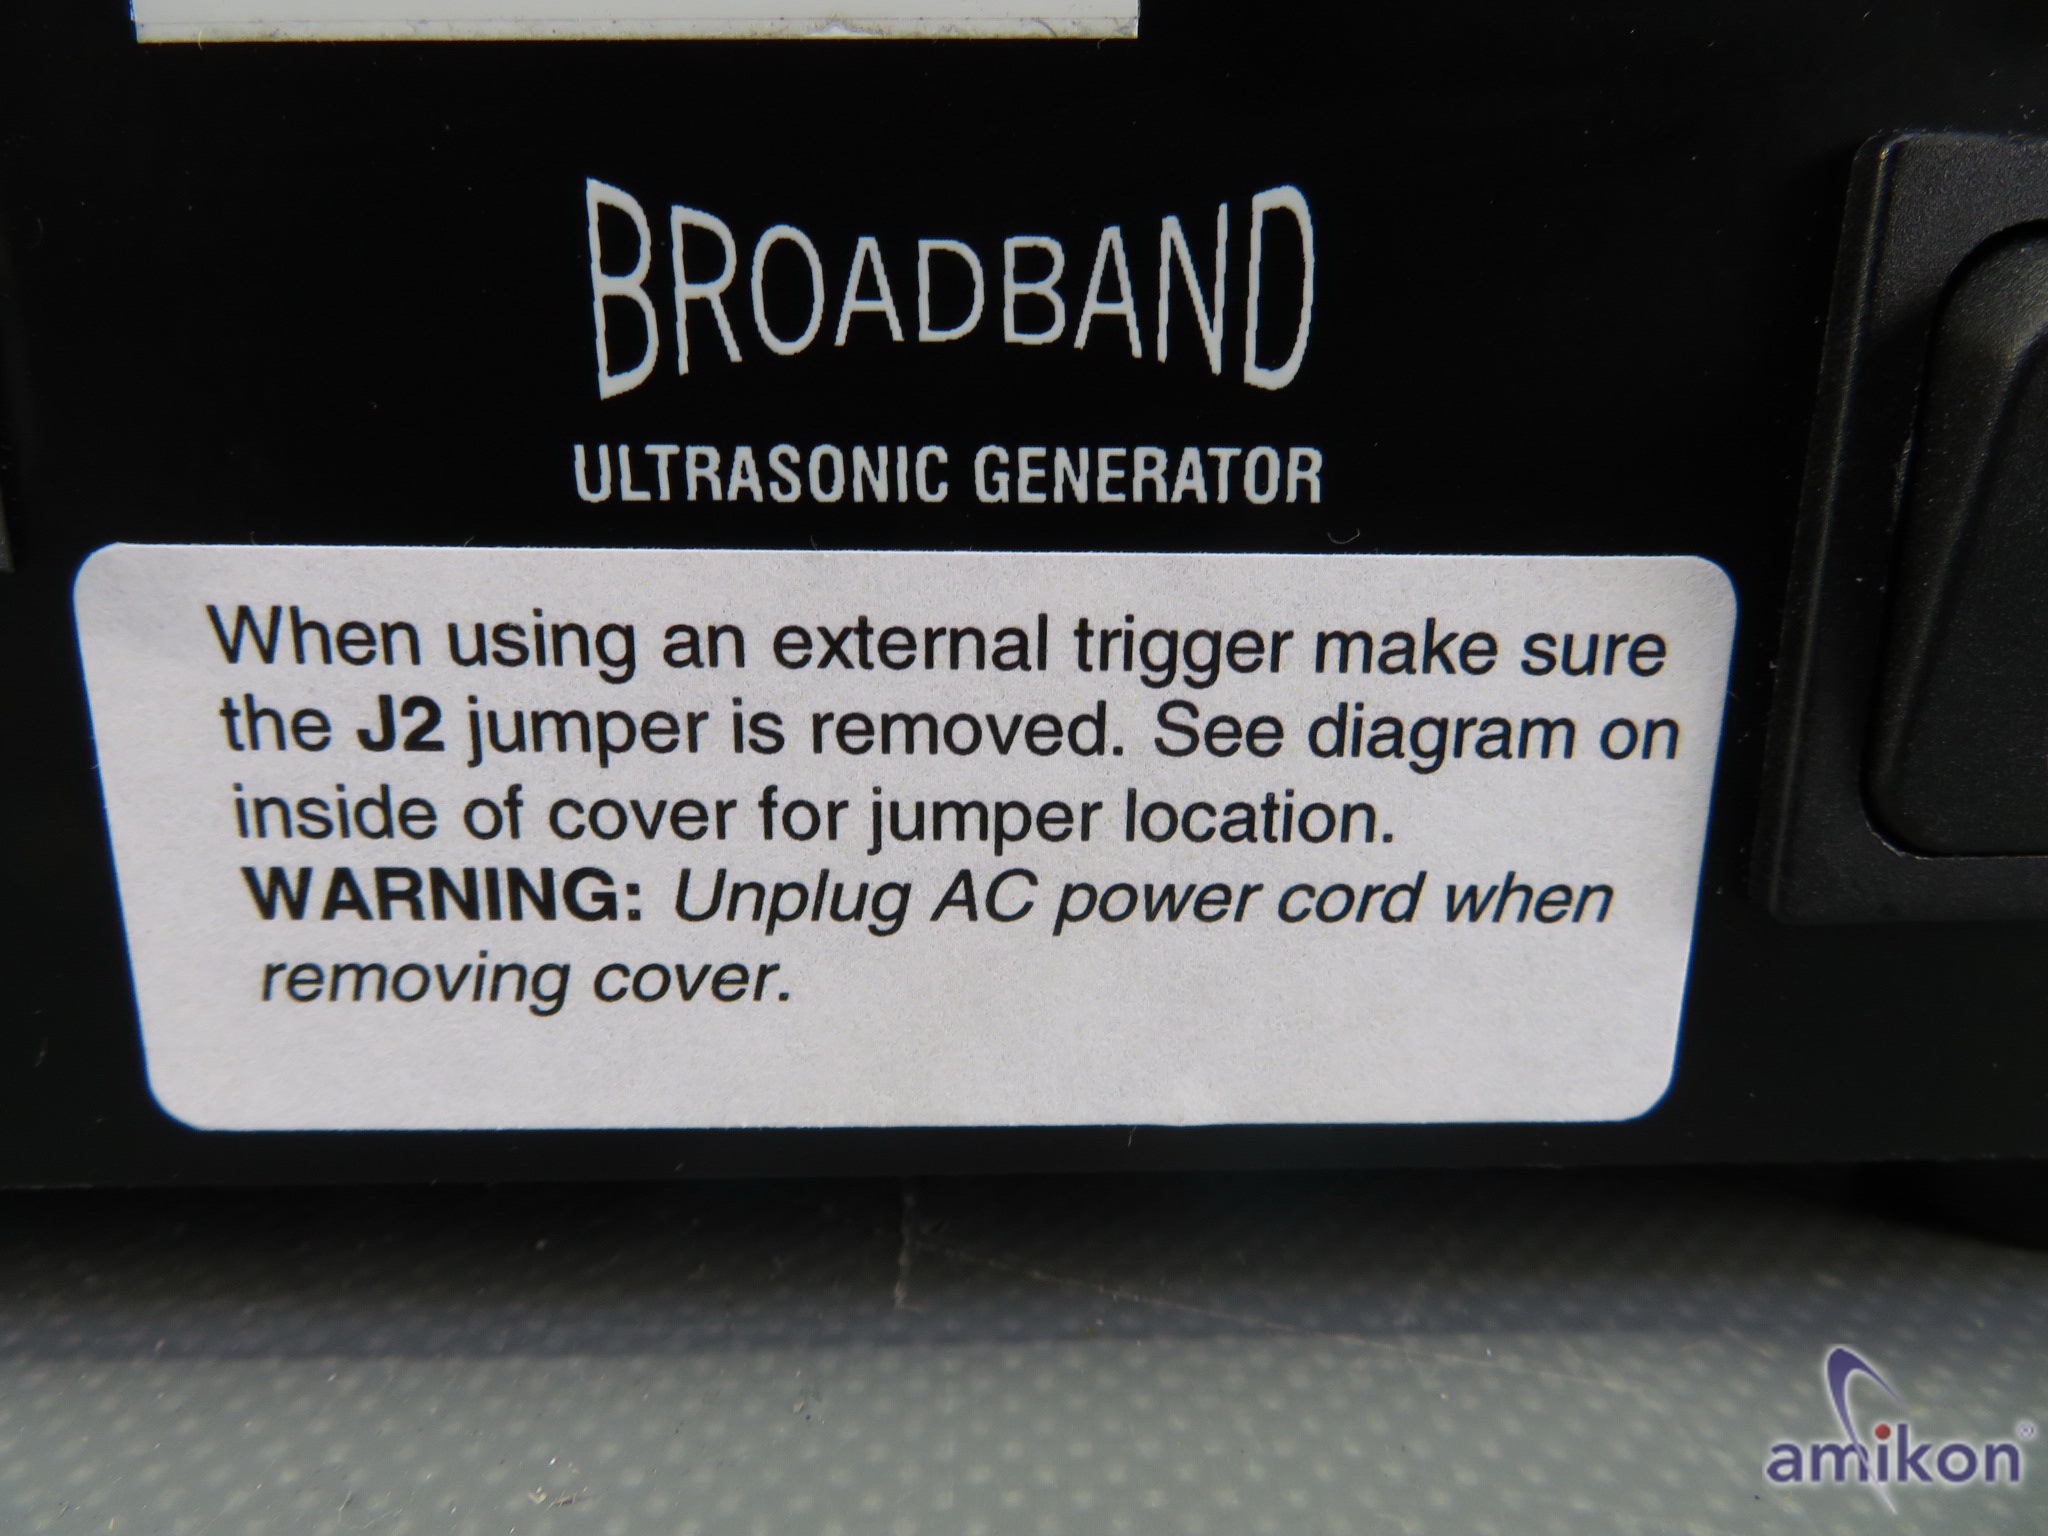 BROADBAND
ULTRASONIC GENERATOR
When using an external trigger make sure
the J2 jumper is removed. See diagram on
inside of cover for jumper location.
WARNING: Unplug AC power cord when
removing cover.
amikon®